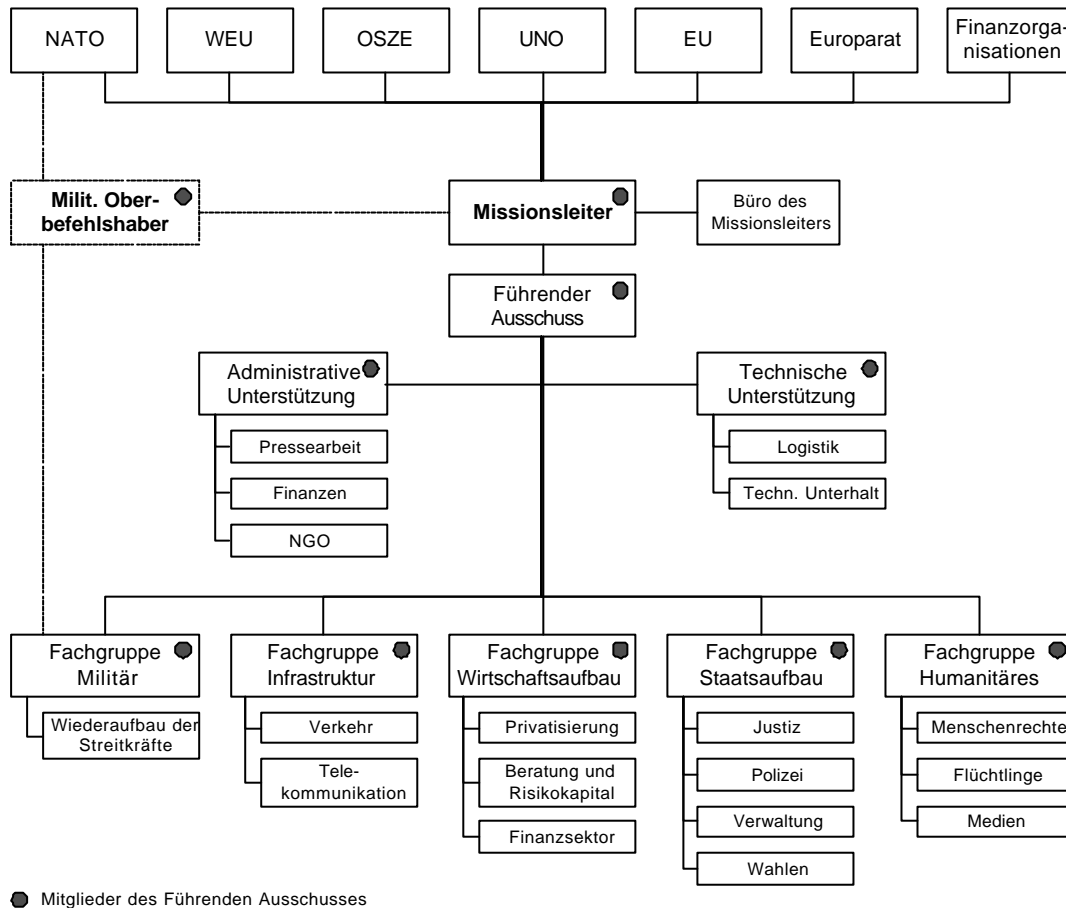 NATO
WEU
OSZE
UNO
EU
Europarat
Finanzorga-
nisationen
Milit. Ober-
befehlshaber
Missionsleiter
Büro des
Missionsleiters
Führender
Ausschuss
Administrative
Unterstützung
Technische
Unterstützung
Pressearbeit
Finanzen
NGO
Logistik
Techn. Unterhalt
Fachgruppe
Militär
Wiederaufbau der
Streitkräfte
Fachgruppe
Infrastruktur
Verkehr
Tele-
kommunikation
Fachgruppe
Wirtschaftsaufbau
Privatisierung
Beratung und
Risikokapital
Finanzsektor
Fachgruppe
Staatsaufbau
Justiz
Polizei
Verwaltung
Wahlen
Fachgruppe
Humanitäres
Menschenrechte
Flüchtlinge
Medien
Mitglieder des Führenden Ausschusses